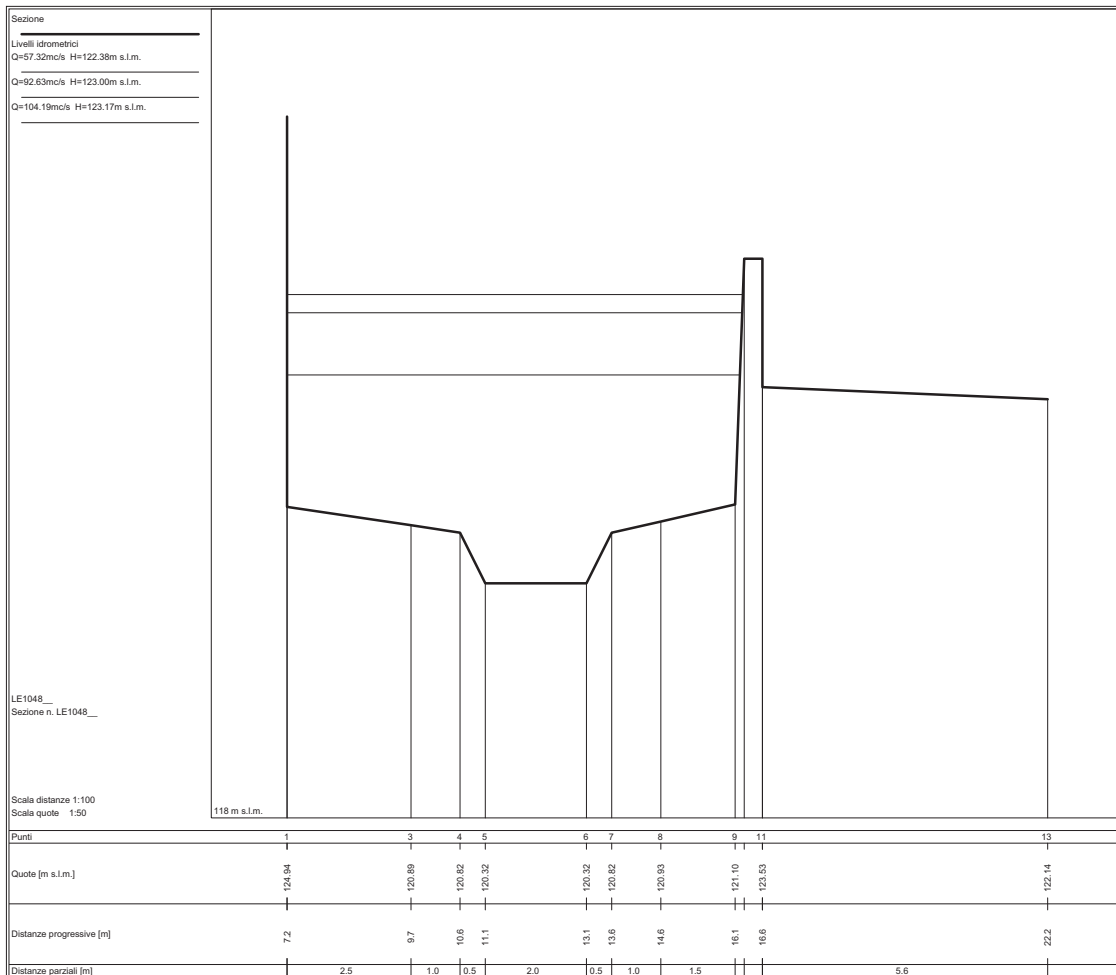 Sezione
Livelli idrometrici
Q=57.32mc/s H=122.38m s.l.m.
Q=92.63mc/s H=123.00m s.l.m.
Q=104.19mc/s H=123.17m s.l.m.
LE1048__
Sezione n. LE1048__
Scala distanze 1:100
Scala quote 1:50
118 m s.l.m.
Punti 1 3 4 5 6 7 8 9 11 13
Quote [m s.l.m.] 124.94 120.89 120.82 120.32 120.32 120.82 120.93 121.10 123.53 122.14
Distanze progressive [m] 7.2 9.7 10.6 11.1 13.1 13.6 14.6 16.1 16.6 22.2
Distanze parziali [m] 2.5 1.0 0.5 2.0 0.5 1.0 1.5 5.6